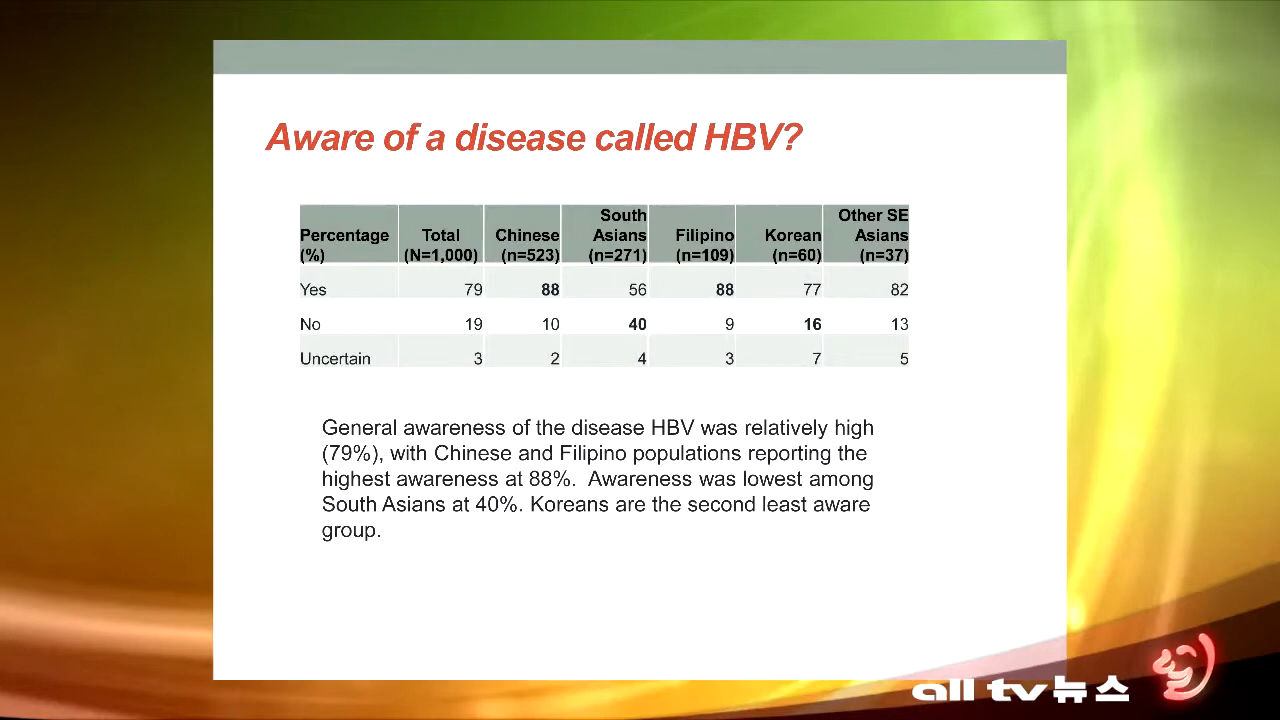 Aware of a disease called HBV?
Percentage (%) Total (N=1,000) Chinese (n=523) South Asians (n=271) Filipino (n=109) Korean (n=60) Other SE Asians (n=37)
Yes 79 88 56 88 77 82
No 19 10 40 9 16 13
Uncertain 3 2 4 3 7 5
General awareness of the disease HBV was relatively high
(79%), with Chinese and Filipino populations reporting the
highest awareness at 88%. Awareness was lowest among
South Asians at 40%. Koreans are the second least aware
group.
all tv 뉴스